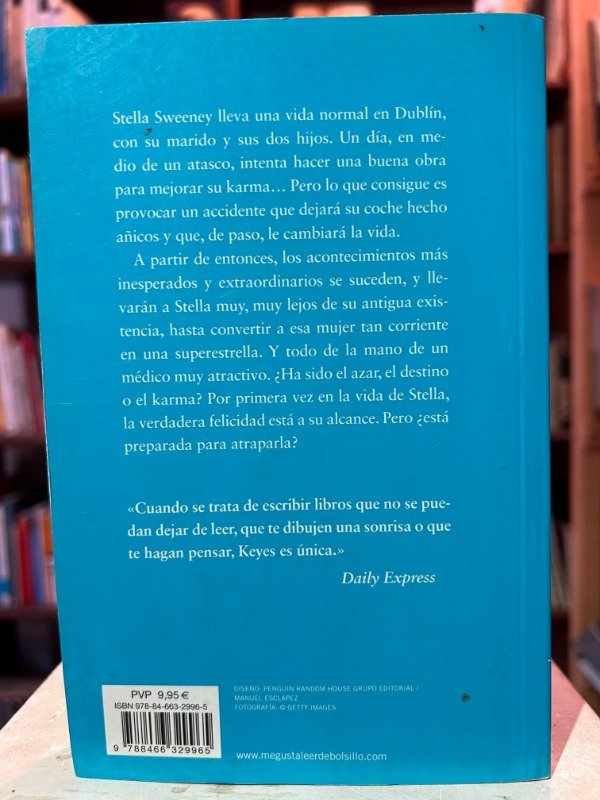 Stella Sweeney lleva una vida normal en Dublín,
con su marido y sus dos hijos. Un día, en me-
dio de un atasco, intenta hacer una buena obra
para mejorar su karma… Pero lo que consigue es
provocar un accidente que dejará su coche hecho
añicos y que, de paso, le cambiará la vida.
A partir de entonces, los acontecimientos más
inesperados y extraordinarios se suceden, y lle-
varán a Stella muy, muy lejos de su antigua exis-
tencia, hasta convertir a esa mujer tan corriente
en una superestrella. Y todo de la mano de un
médico muy atractivo. ¿Ha sido el azar, el destino
o el karma? Por primera vez en la vida de Stella,
la verdadera felicidad está a su alcance. Pero ¿está
preparada para atraparla?
«Cuando se trata de escribir libros que no se pue-
dan dejar de leer, que te dibujen una sonrisa o que
te hagan pensar, Keyes es única.»
Daily Express
PVP 9,95 €
ISBN 978-84-663-2996-5
9 788466 329965
DISEÑO: PENGUIN RANDOM HOUSE GRUPO EDITORIAL /
MANUEL ESCLAPEZ
FOTOGRAFÍA: © GETTY IMAGES
www.megustaleerdebolsillo.com